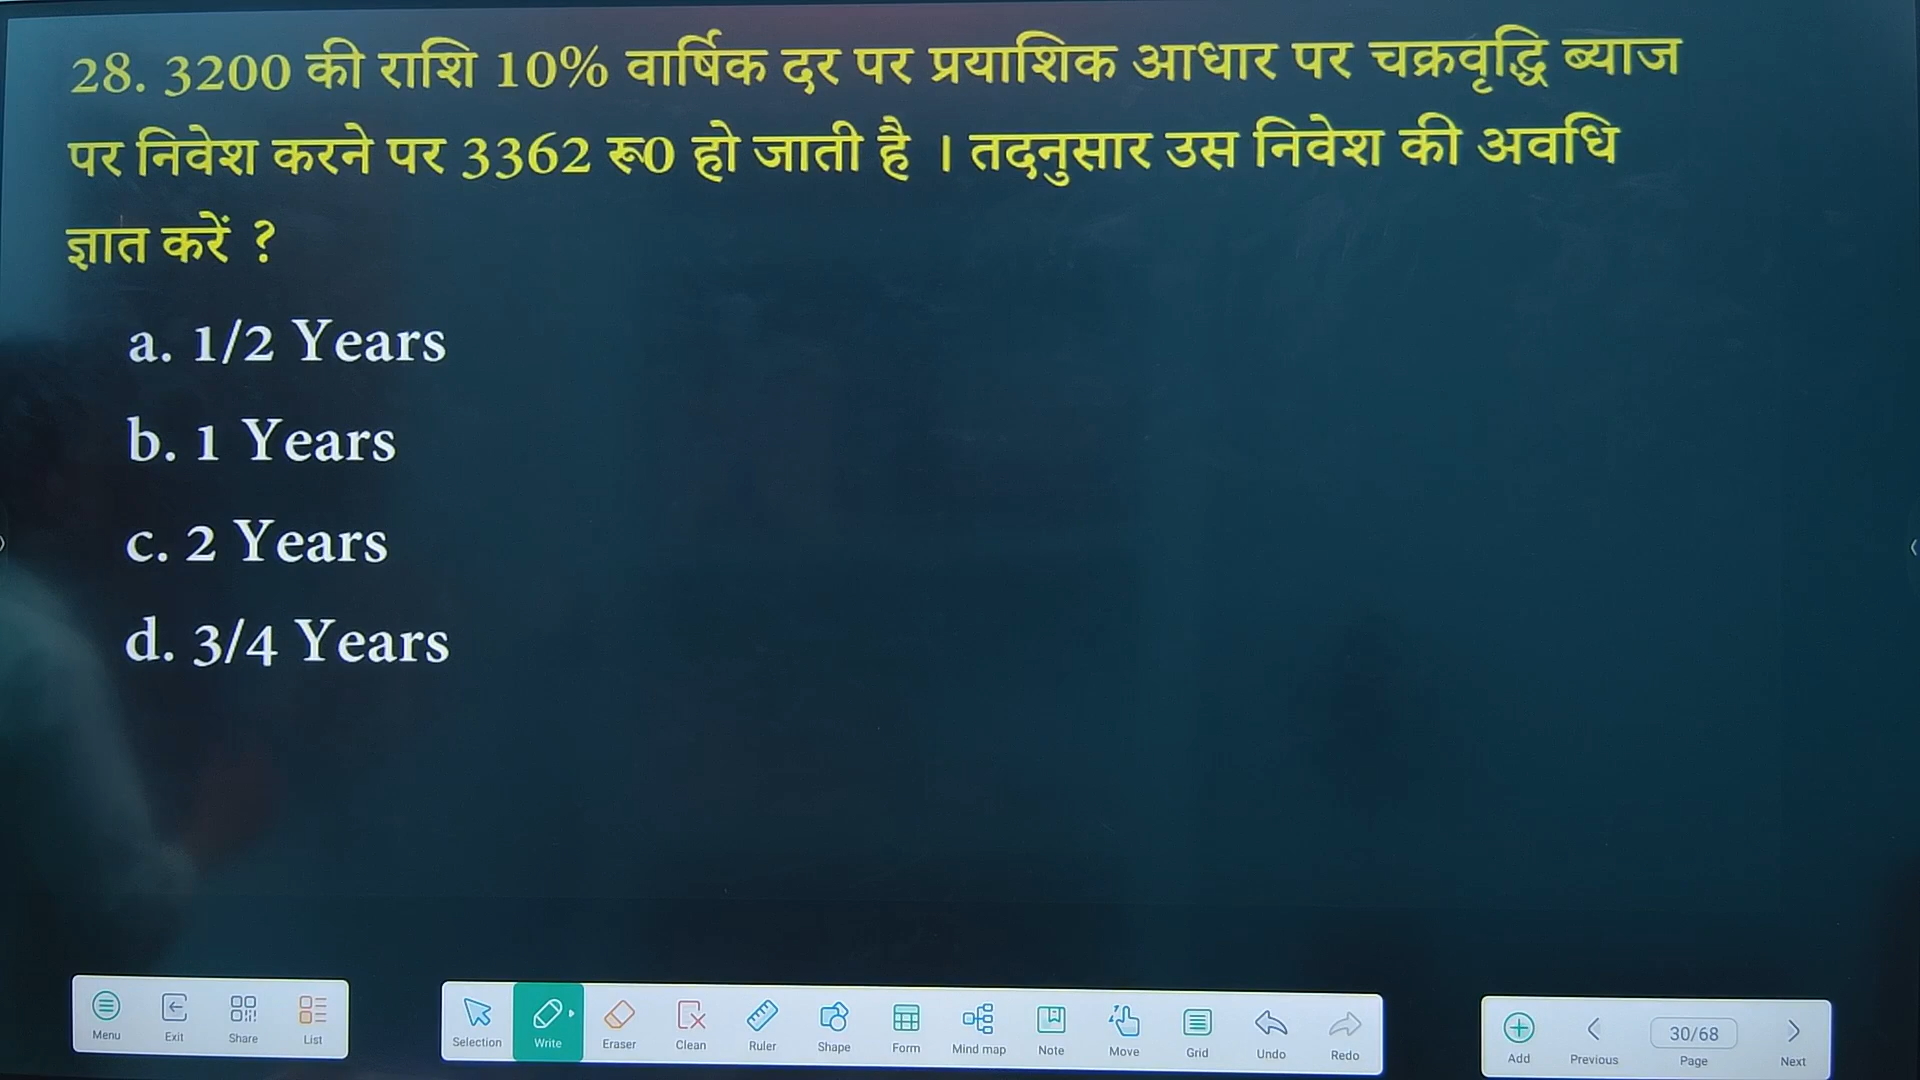 28. 3200 की राशि 10% वार्षिक दर पर प्रयाशिक आधार पर चक्रवृद्धि ब्याज
पर निवेश करने पर 3362 रू0 हो जाती है । तदनुसार उस निवेश की अवधि
ज्ञात करें ?
a. 1/2 Years
b. 1 Years
c. 2 Years
d. 3/4 Years
Menu Exit Share List
Selection Write Eraser Clean Ruler Shape Form Mind map Note Move Grid Undo Redo
Add Previous 30/68 Page Next